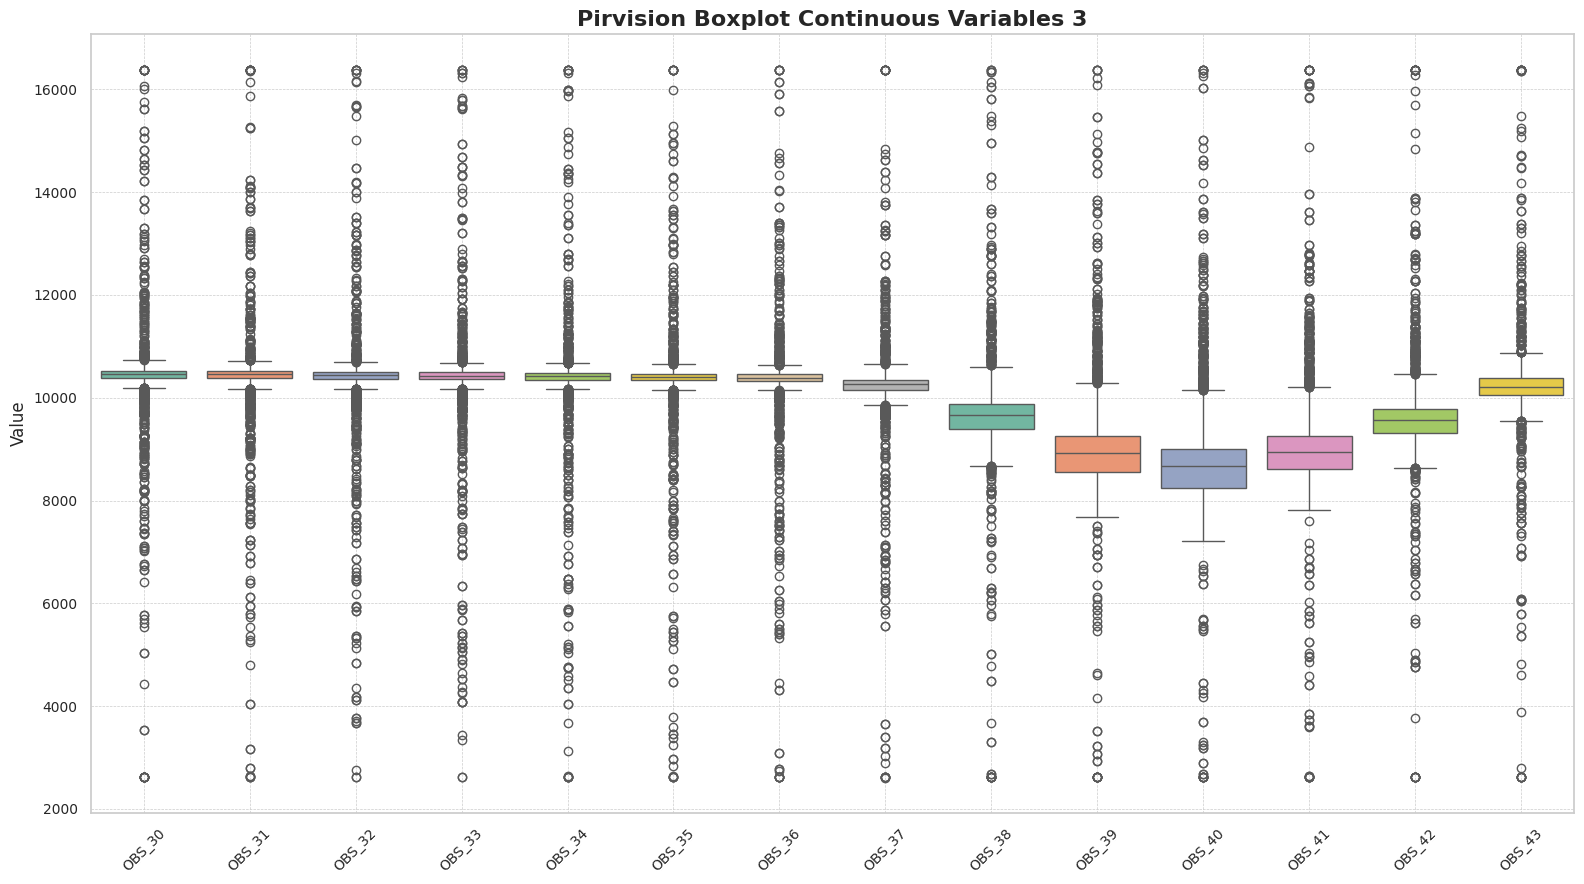 Pirvision Boxplot Continuous Variables 3
Value
16000
14000
12000
10000
8000
6000
4000
2000
OBS_30
OBS_31
OBS_32
OBS_33
OBS_34
OBS_35
OBS_36
OBS_37
OBS_38
OBS_39
OBS_40
OBS_41
OBS_42
OBS_43